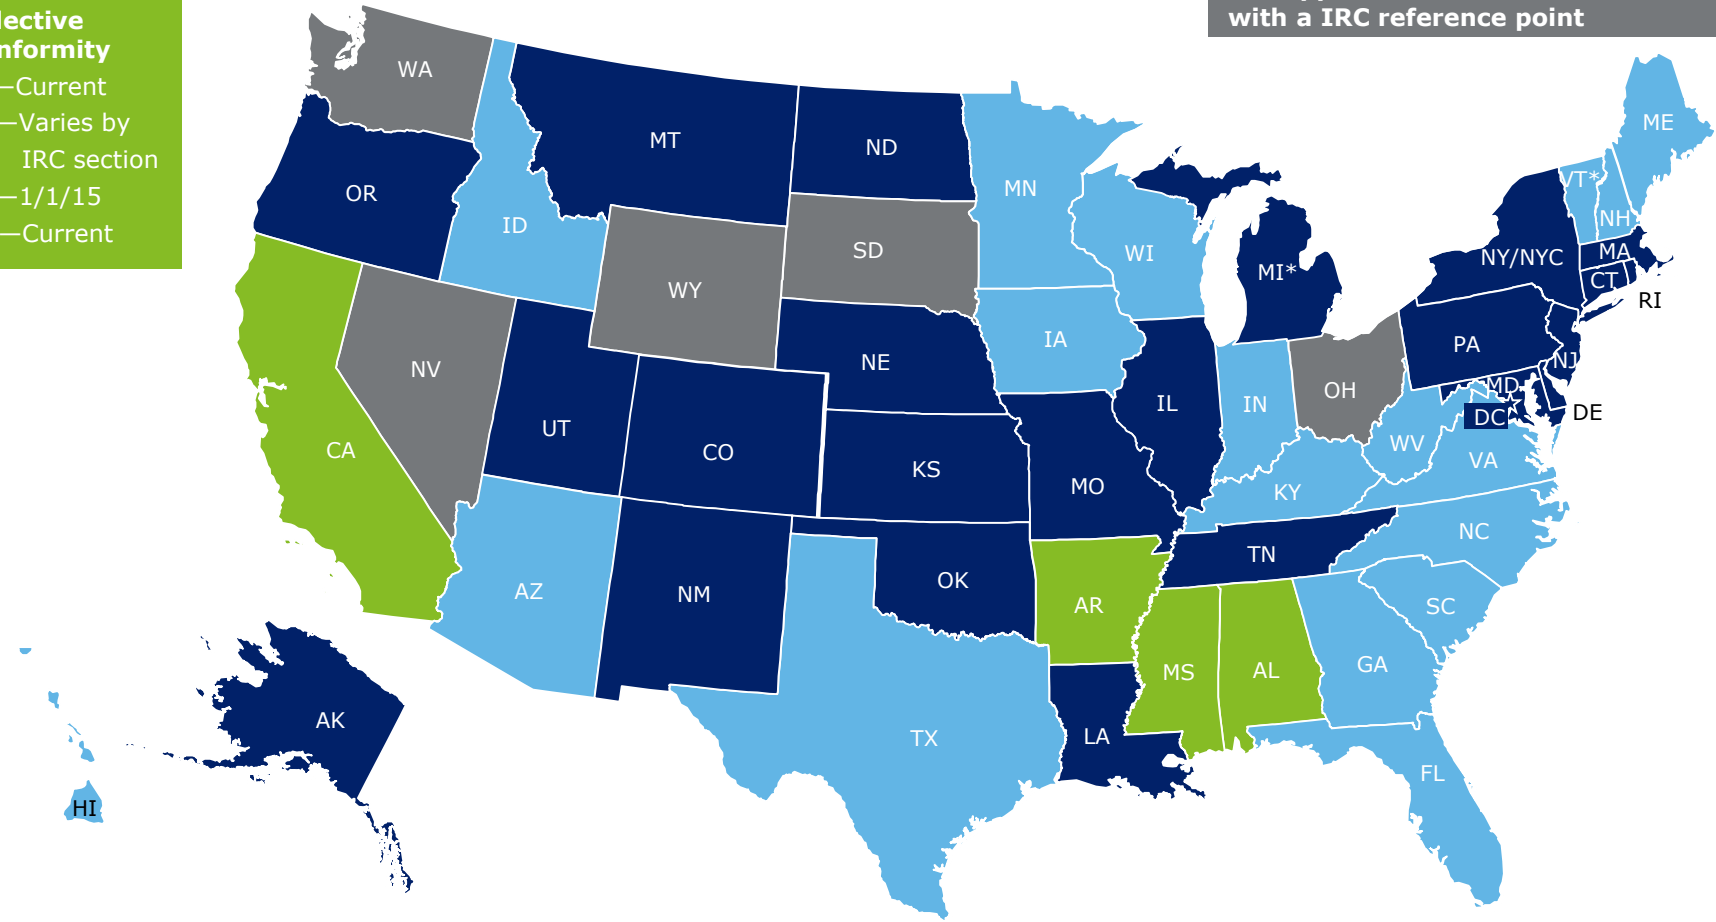 lective
nformity
—Current
—Varies by
IRC section
—1/1/15
—Current
with a IRC reference point
WA
MT
ND
MN
ME
OR
ID
SD
WI
VT*
NH
NY/NYC
MA
CT
RI
MI*
WY
NV
IA
NE
PA
NJ
OH
IN
IL
MD
DC
DE
UT
CO
CA
KS
MO
WV
VA
KY
NC
TN
AZ
NM
OK
AR
SC
MS
AL
GA
AK
TX
LA
FL
HI